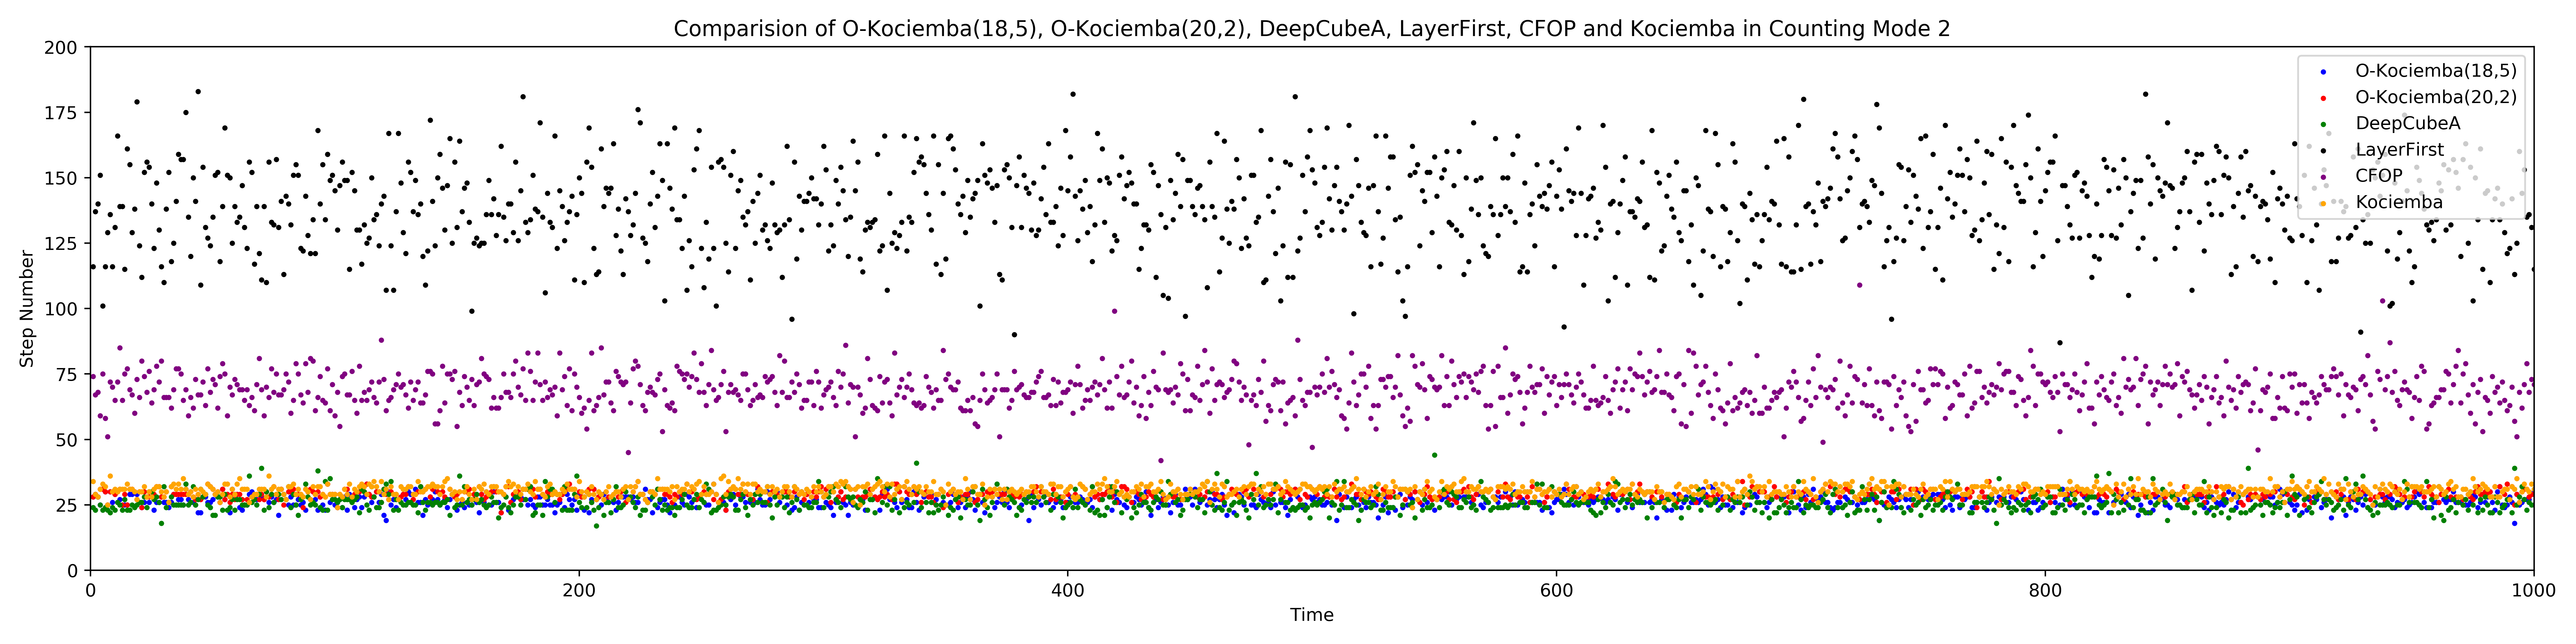 Comparision of O-Kociemba(18,5), O-Kociemba(20,2), DeepCubeA, LayerFirst, CFOP and Kociemba in Counting Mode 2
200
175
150
125
100
75
50
25
0
Step Number
O-Kociemba(18,5)
O-Kociemba(20,2)
DeepCubeA
LayerFirst
CFOP
Kociemba
0
200
400
600
800
1000
Time